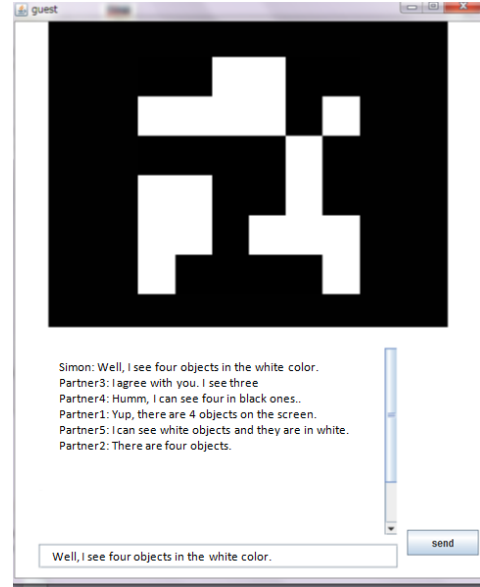 guest
Simon: Well, I see four objects in the white color.
Partner3: I agree with you. I see three
Partner4: Humm, I can see four in black ones..
Partner1: Yup, there are 4 objects on the screen.
Partner5: I can see white objects and they are in white.
Partner2: There are four objects.
send
Well, I see four objects in the white color.